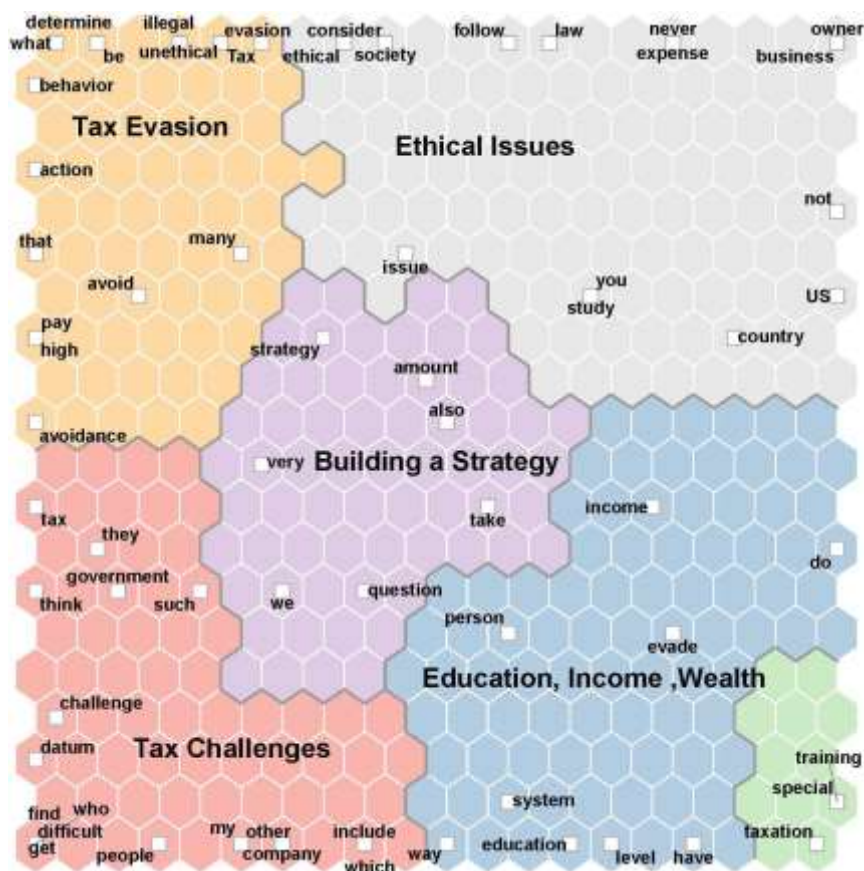 determine illegal evasion consider follow law never owner
what be unethical Tax ethical society expense business
behavior
Tax Evasion
Ethical Issues
action
not
that many issue
avoid you US
study
pay
high strategy country
amount
also
avoidance
very Building a Strategy
tax take income
they do
government
think such we question
person
evade
Education, Income ,Wealth
challenge
datum Tax Challenges
training
special
system
find who
difficult my other include education taxation
get people company which way level have